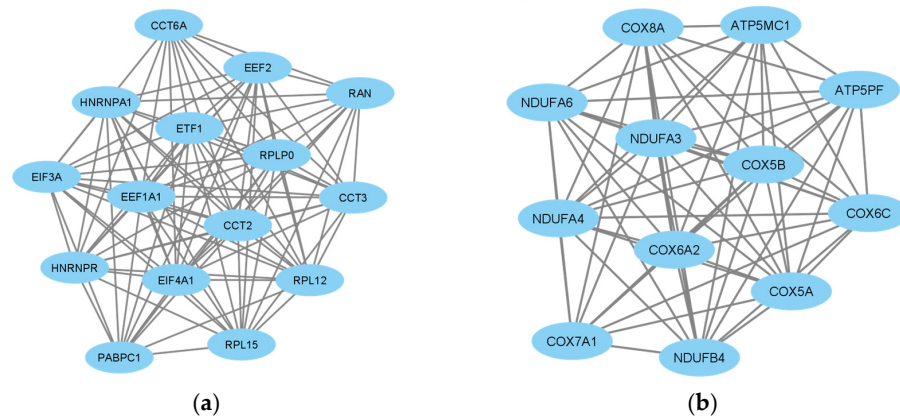 CCT6A
EEF2
RAN
HNRNPA1
ETF1
RPLP0
EIF3A
EEF1A1
CCT3
CCT2
HNRNPR
EIF4A1
RPL12
RPL15
PABPC1
(a)
COX8A
ATP5MC1
NDUFA6
ATP5PF
NDUFA3
COX5B
NDUFA4
COX6C
COX6A2
COX5A
COX7A1
NDUFB4
(b)